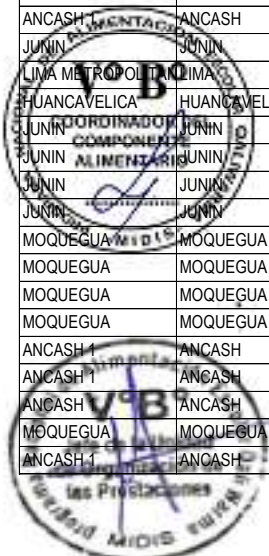 ANCASH 1 ANCASH
JUNIN JUNIN
LIMA METROPOLITAN LIMA
HUANCAVELICA HUANCAVEL
JUNIN JUNIN
JUNIN JUNIN
JUNIN JUNIN
JUNIN JUNIN
MOQUEGUA MOQUEGUA
MOQUEGUA MOQUEGUA
MOQUEGUA MOQUEGUA
MOQUEGUA MOQUEGUA
ANCASH 1 ANCASH
ANCASH 1 ANCASH
ANCASH ANCASH
MOQUEGUA MOQUEGUA
ANCASH 1 ANCASH
V° B°
COORDINADOR DEL
COMPONENTE
ALIMENTARIO
MIDIS
V° B°
las Prestaciones
MIDIS